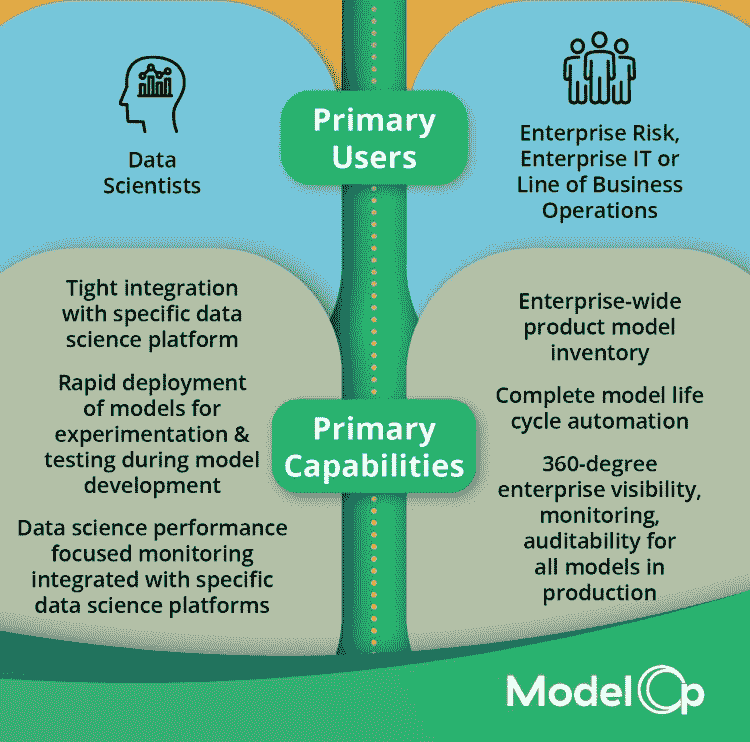 Primary
Users
Data
Scientists
Enterprise Risk,
Enterprise IT or
Line of Business
Operations
Primary
Capabilities
Tight integration
with specific data
science platform
Rapid deployment
of models for
experimentation &
testing during model
development
Data science performance
focused monitoring
integrated with specific
data science platforms
Enterprise-wide
product model
inventory
Complete model life
cycle automation
360-degree
enterprise visibility,
monitoring,
auditability for
all models in
production
ModelOp